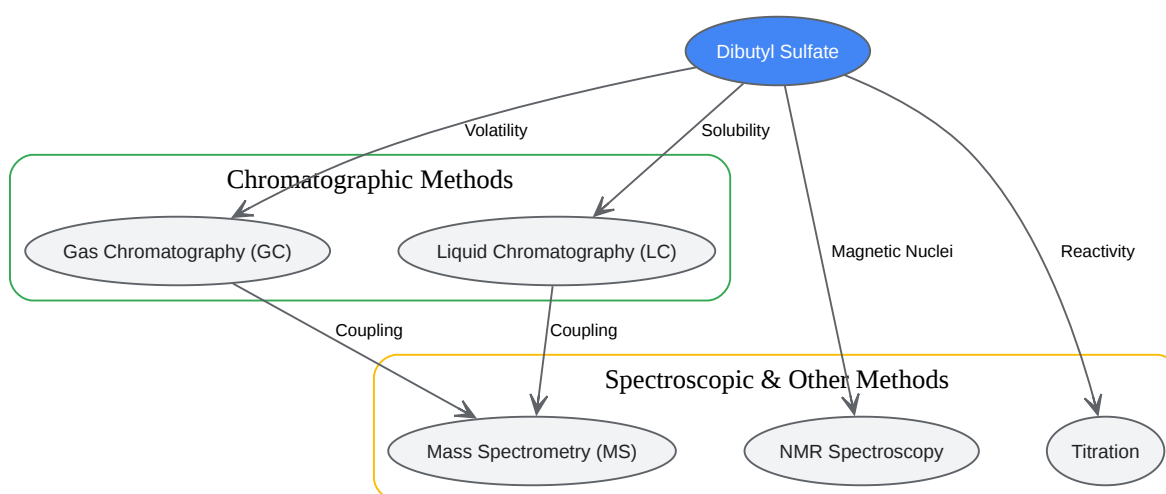 Dibutyl Sulfate
Volatility
Solubility
Chromatographic Methods
Gas Chromatography (GC)
Liquid Chromatography (LC)
Magnetic Nuclei
Reactivity
Coupling
Coupling
Spectroscopic & Other Methods
Mass Spectrometry (MS)
NMR Spectroscopy
Titration